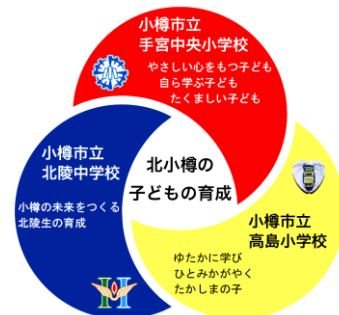 小樽市立
手宮中央小学校
やさしい心をもつ子ども
自ら学ぶ子ども
たくましい子ども
小樽市立
北陵中学校
小樽の未来をつくる
北陵生の育成
北小樽の
子どもの育成
小樽市立
高島小学校
ゆたかに学び
ひとみかがやく
たかしまの子